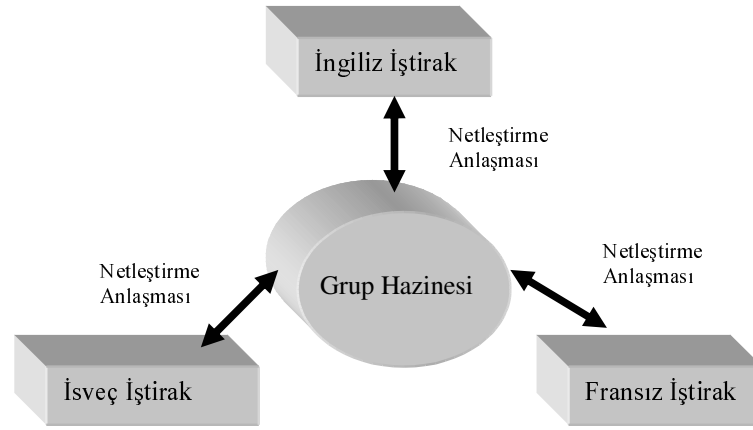 İngiliz İştirak
Netleştirme
Anlaşması
Netleştirme
Anlaşması
Netleştirme
Anlaşması
Grup Hazinesi
İsveç İştirak
Fransız İştirak